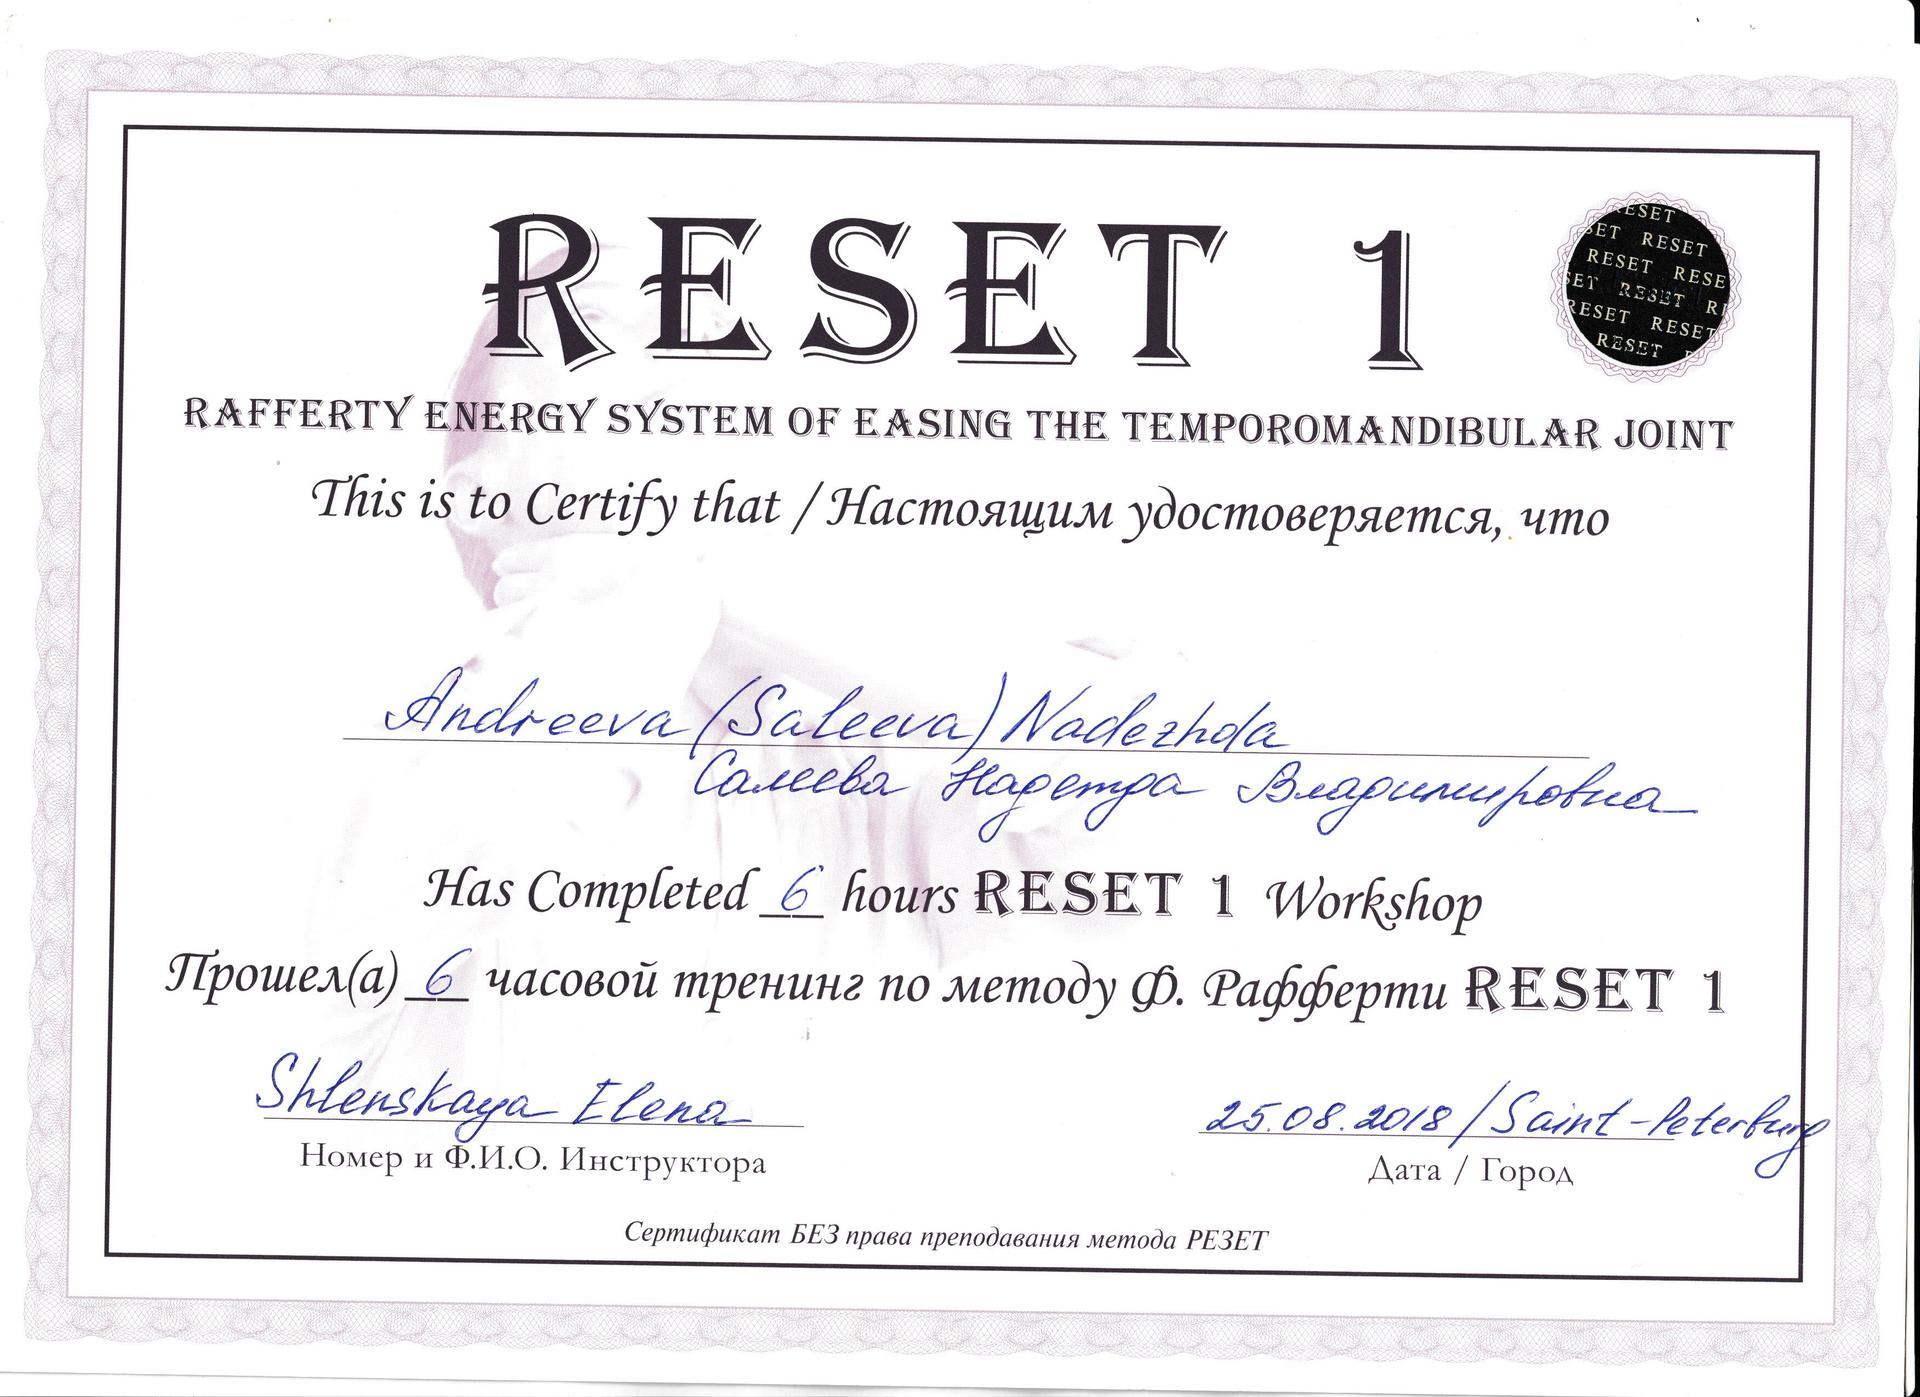 RESET 1
RESET
SET RESET
RESET RESE
SET RESET R
RESET RESET
RESET
RAFFERTY ENERGY SYSTEM OF EASING THE TEMPOROMANDIBULAR JOINT
This is to Certify that / Настоящим удостоверяется, что
Andreeva (Saleeva) Nadezhda
Салеева Надежда Владимировна
Has Completed 6 hours RESET 1 Workshop
Прошел(а) 6 часовой тренинг по методу Ф. Рафферти RESET 1
Shlenskaya Elena
25.08.2018 / Saint-Peterburg
Номер и Ф.И.О. Инструктора
Дата / Город
Сертификат БЕЗ права преподавания метода РЕЗЕТ